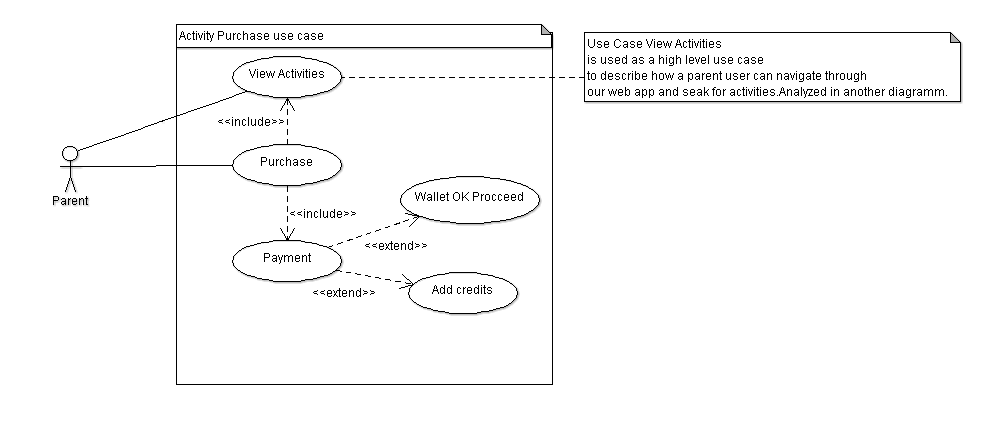 Activity Purchase use case
Use Case View Activities
is used as a high level use case
to describe how a parent user can navigate through
our web app and seak for activities.Analyzed in another diagramm.
View Activities
<<include>>
Purchase
Parent
Wallet OK Procceed
<<include>>
<<extend>>
Payment
Add credits
<<extend>>